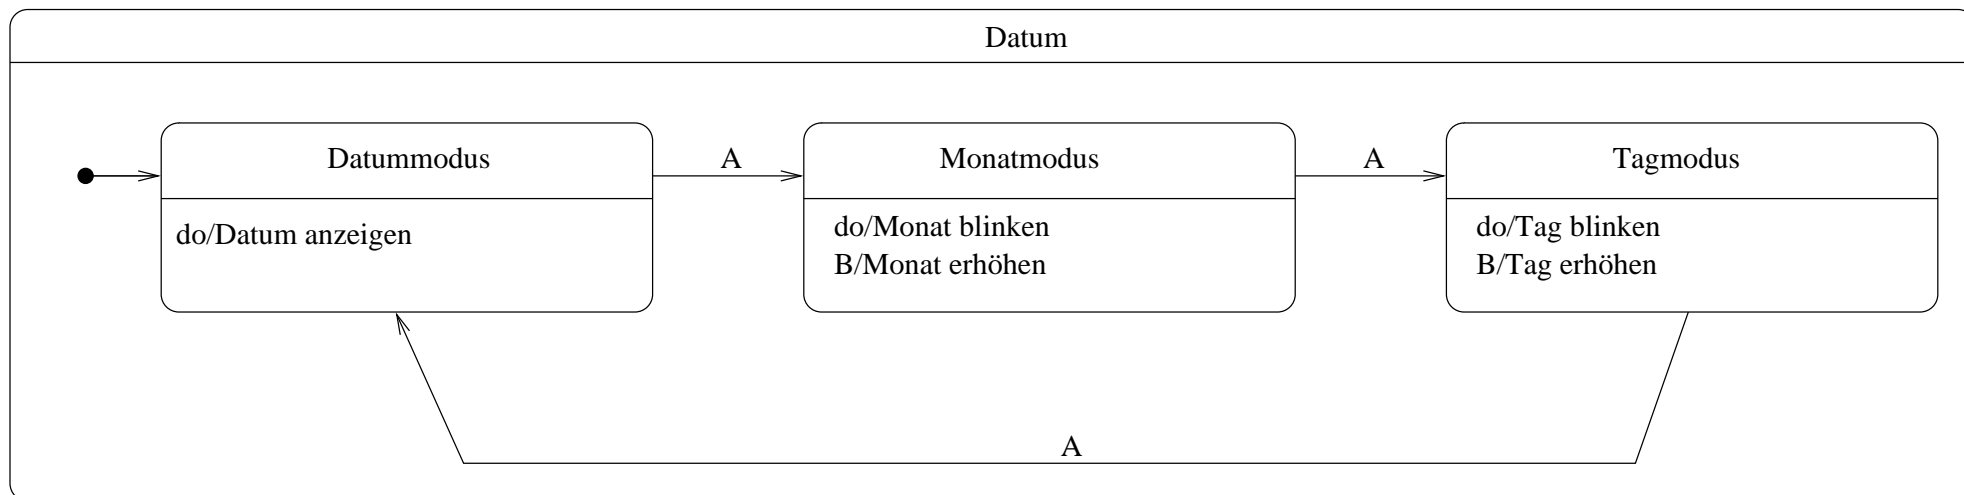 Datum
Datummodus
A
Monatmodus
A
Tagmodus
do/Datum anzeigen
do/Monat blinken
B/Monat erhöhen
do/Tag blinken
B/Tag erhöhen
A